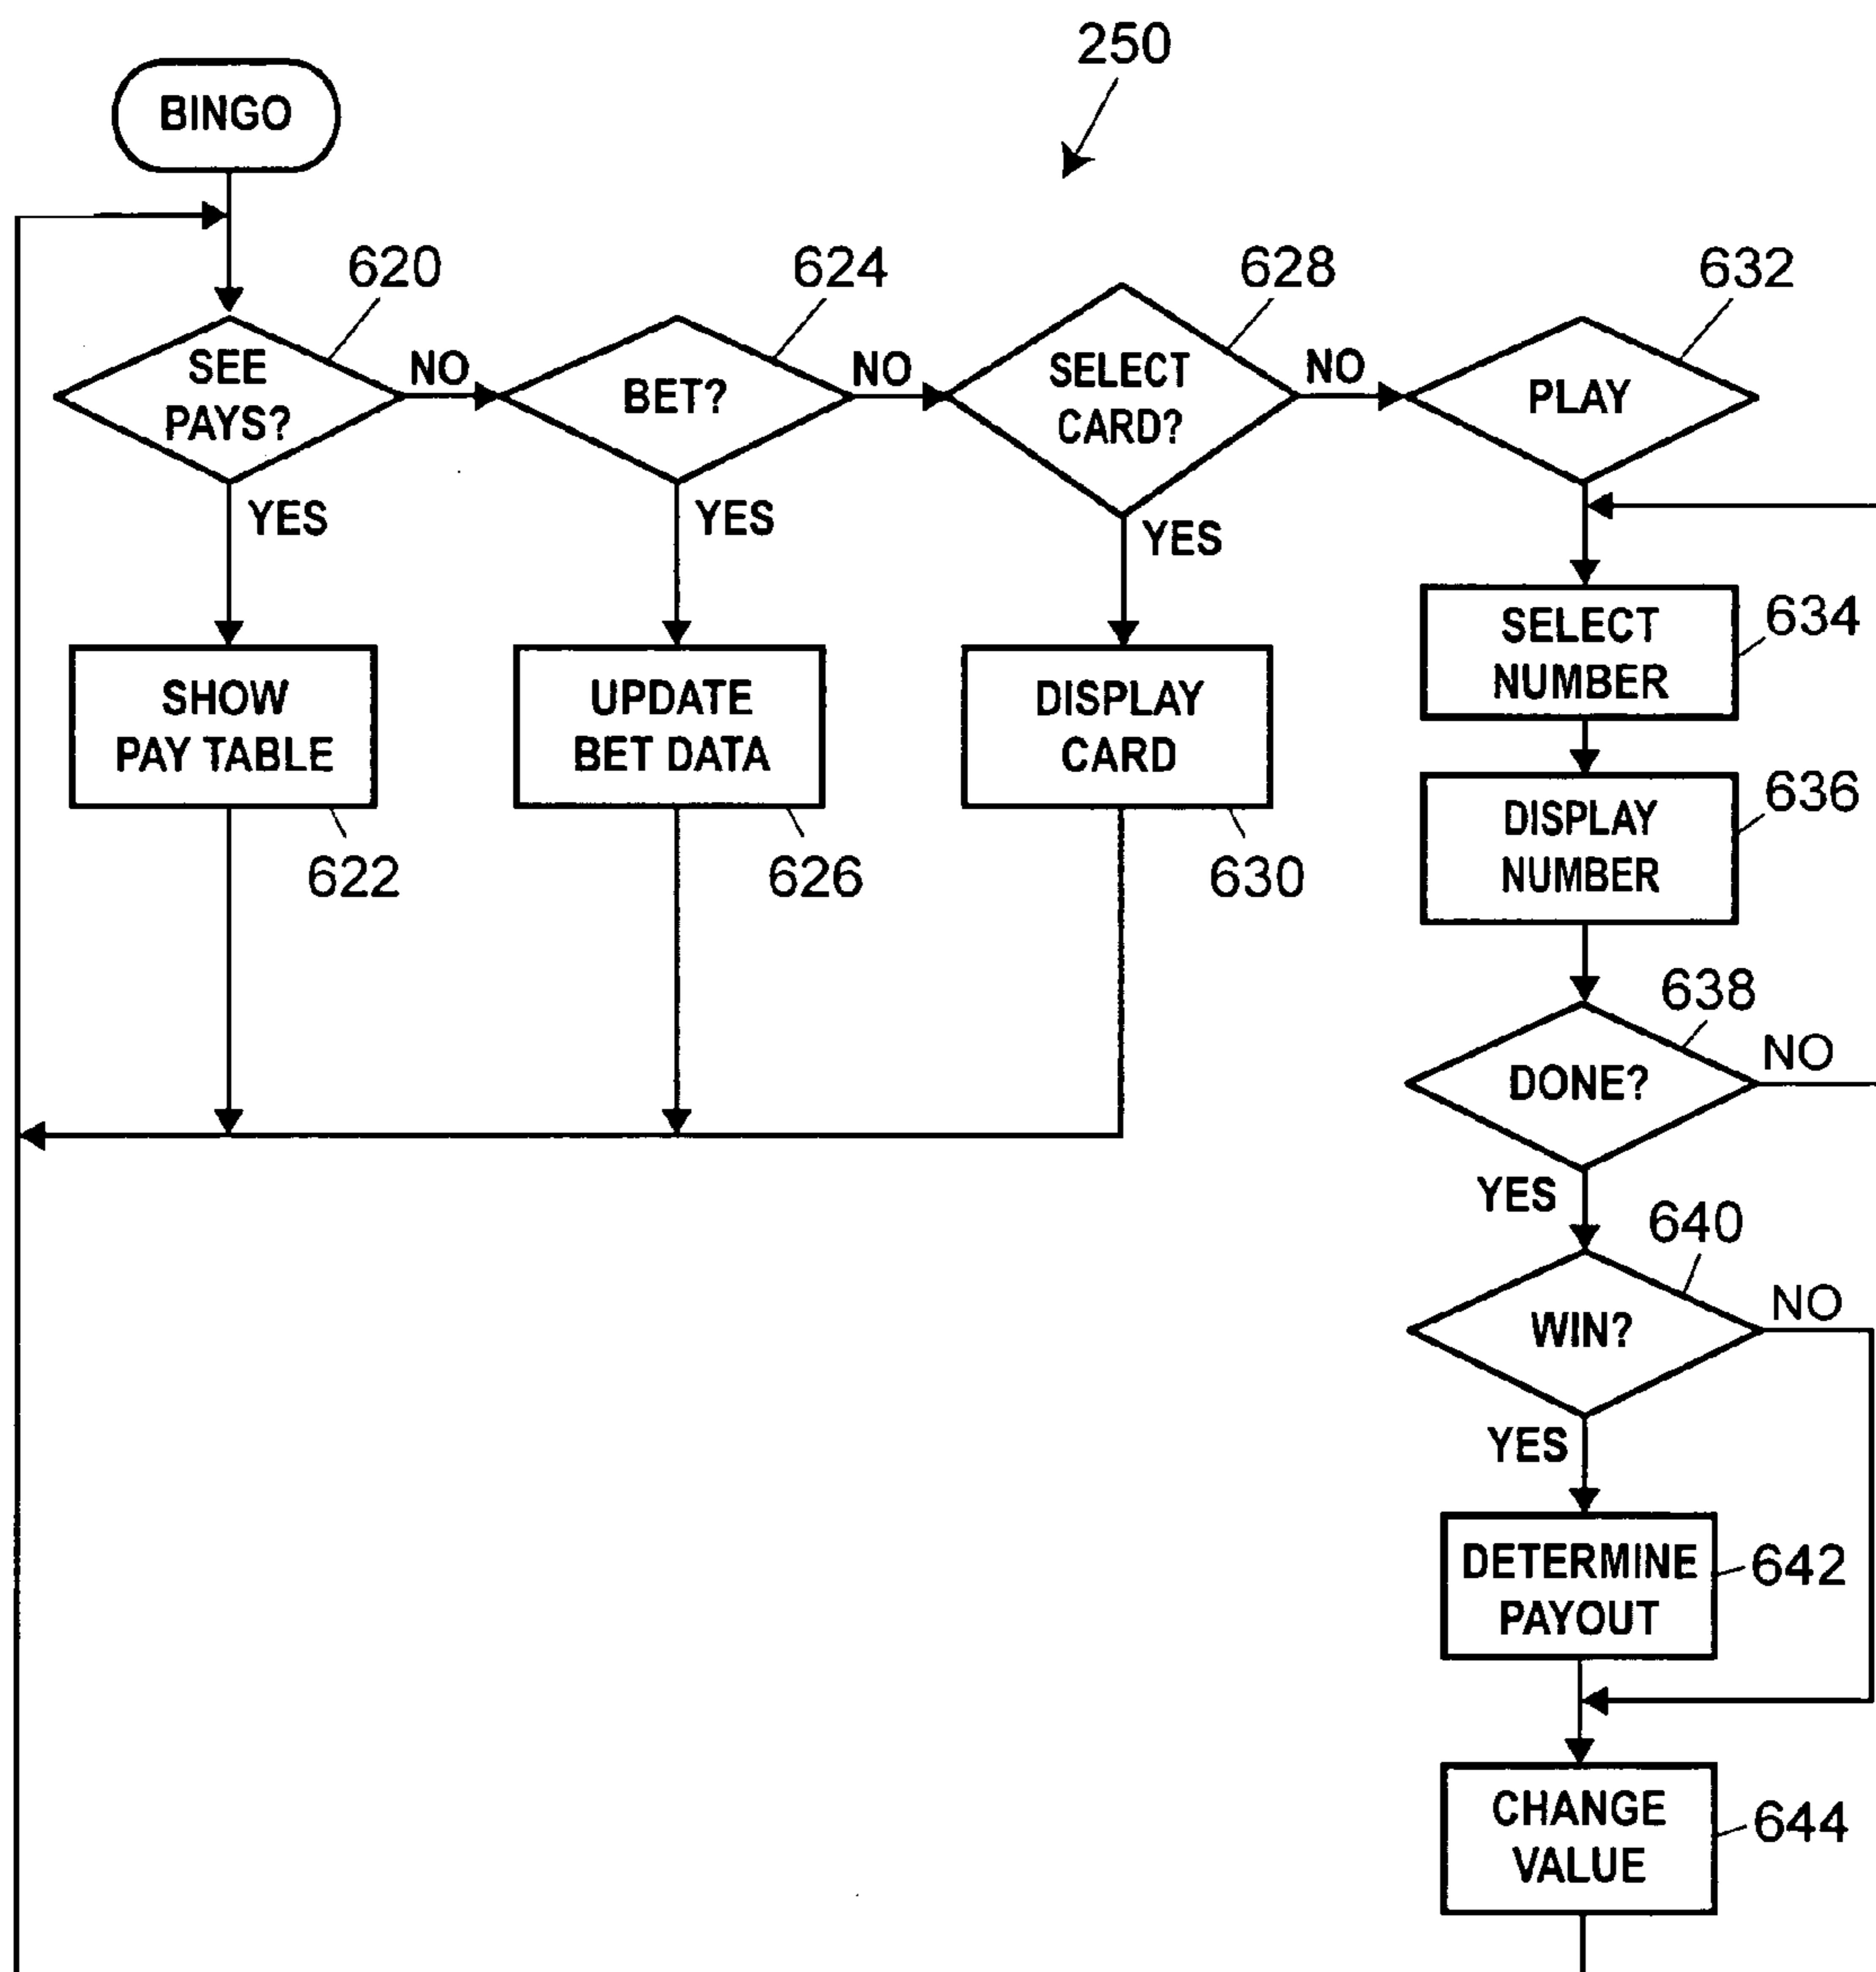 250
BINGO
620
624
628
632
SEE
PAYS?
NO
BET?
NO
SELECT
CARD?
NO
PLAY
YES
YES
YES
SHOW
PAY TABLE
622
UPDATE
BET DATA
626
DISPLAY
CARD
630
SELECT
NUMBER
634
DISPLAY
NUMBER
636
638
DONE?
NO
YES
640
WIN?
NO
YES
DETERMINE
PAYOUT
642
CHANGE
VALUE
644